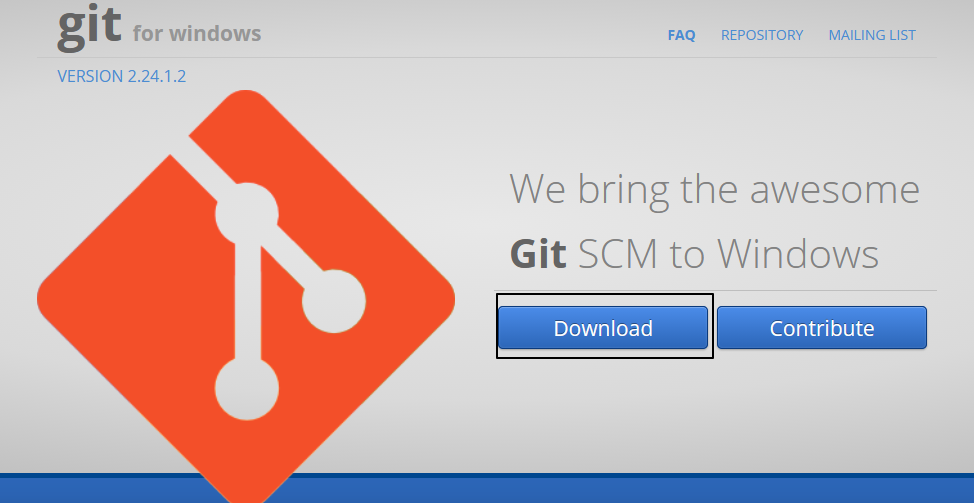 git for windows
FAQ REPOSITORY MAILING LIST
VERSION 2.24.1.2
We bring the awesome
Git SCM to Windows
Download Contribute